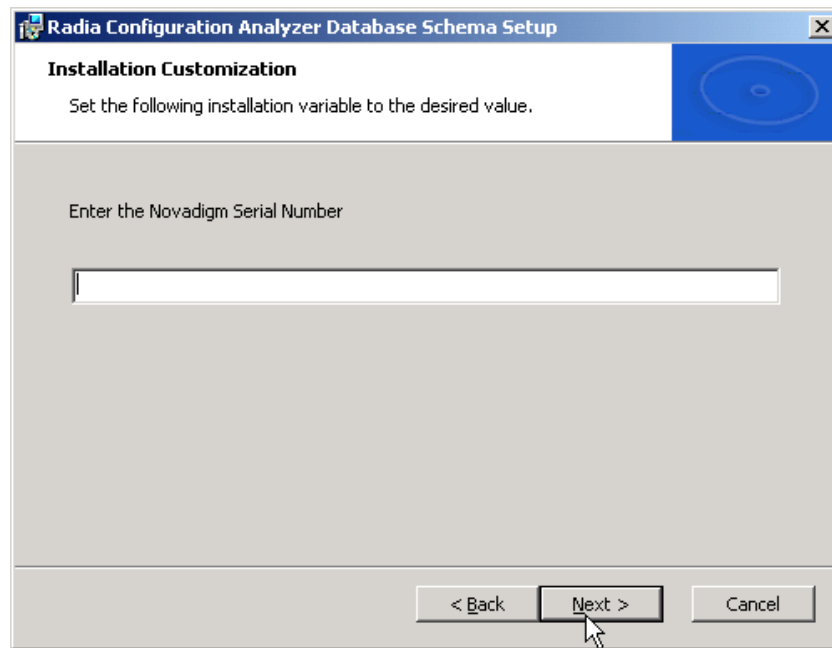 Radia Configuration Analyzer Database Schema Setup
Installation Customization
Set the following installation variable to the desired value.
Enter the Novadigm Serial Number
< Back Next > Cancel